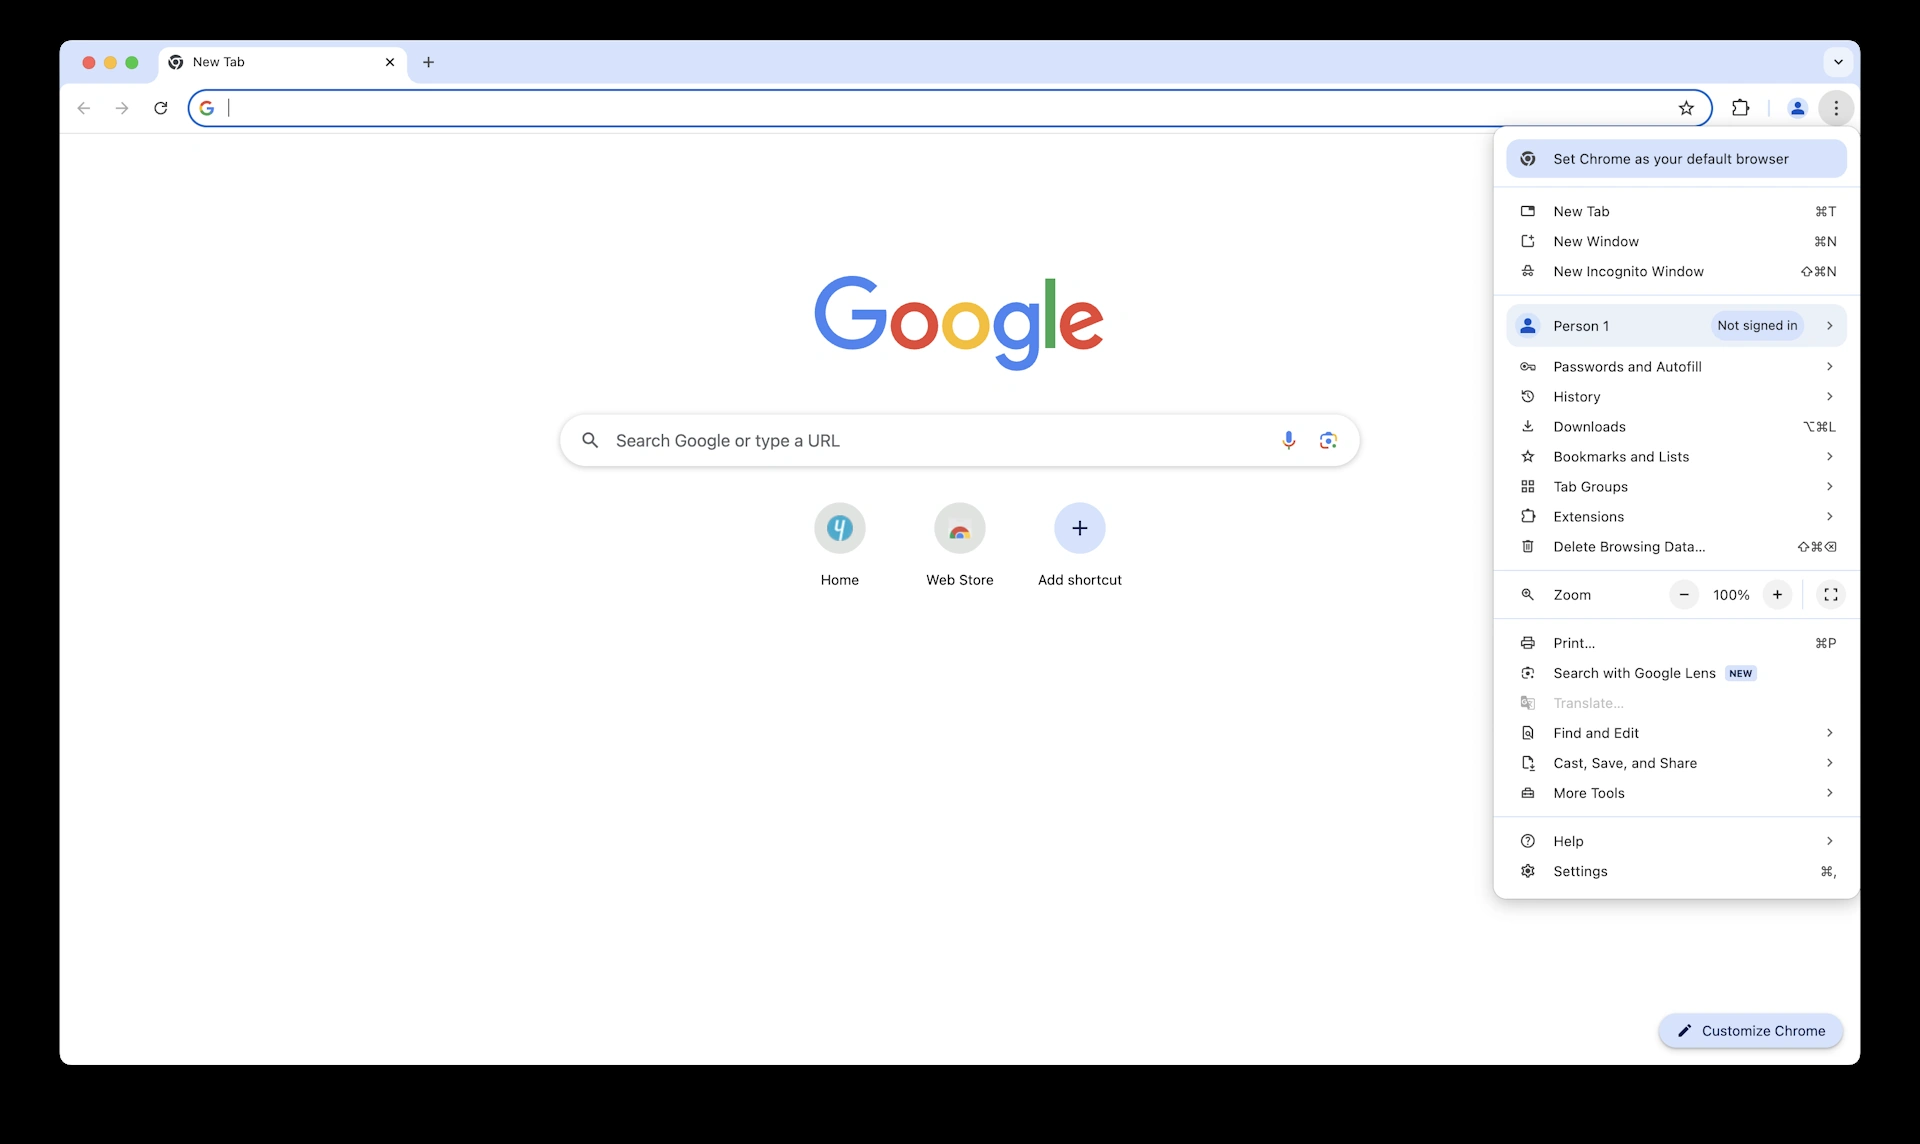 New Tab
Set Chrome as your default browser
New Tab ⌘T
New Window ⌘N
New Incognito Window ⇧⌘N
Person 1 Not signed in
Passwords and Autofill
History
Downloads ⌥⌘L
Bookmarks and Lists
Tab Groups
Extensions
Delete Browsing Data... ⇧⌘⌫
Zoom − 100% +
Print... ⌘P
Search with Google Lens NEW
Translate...
Find and Edit
Cast, Save, and Share
More Tools
Help
Settings ⌘,
Google
Search Google or type a URL
Home Web Store Add shortcut
Customize Chrome